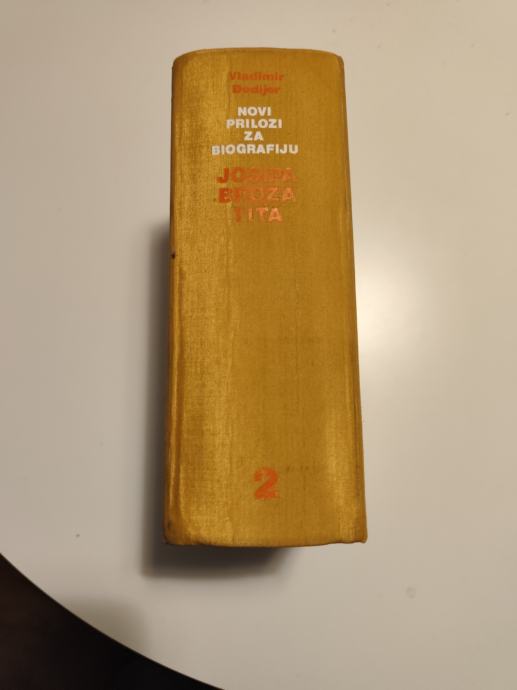 Vladimir
Dedijer
NOVI
PRILOZI
ZA
BIOGRAFIJU
JOSIPA
BROZA
TITA
2